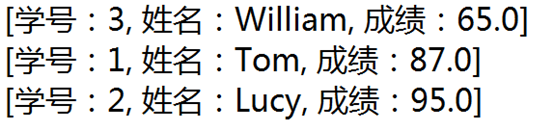 [学号：3, 姓名：William, 成绩：65.0]
[学号：1, 姓名：Tom, 成绩：87.0]
[学号：2, 姓名：Lucy, 成绩：95.0]